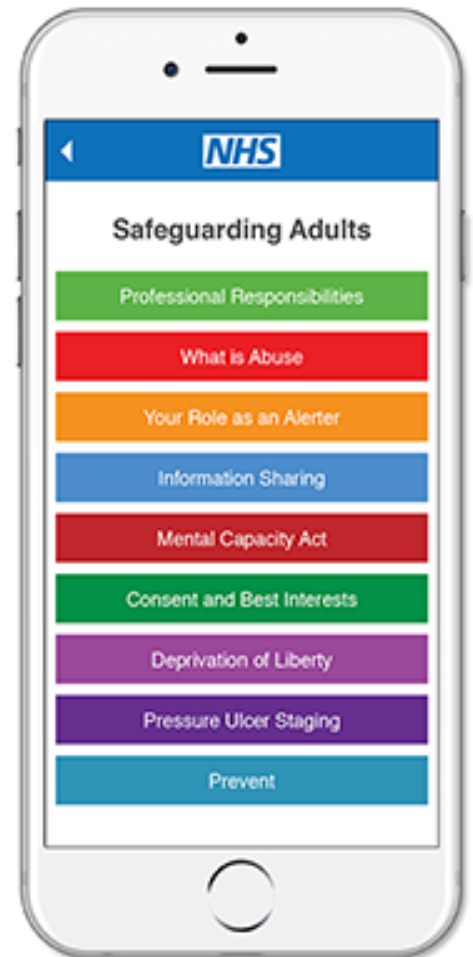 NHS
Safeguarding Adults
Professional Responsibilities
What is Abuse
Your Role as an Alerter
Information Sharing
Mental Capacity Act
Consent and Best Interests
Deprivation of Liberty
Pressure Ulcer Staging
Prevent